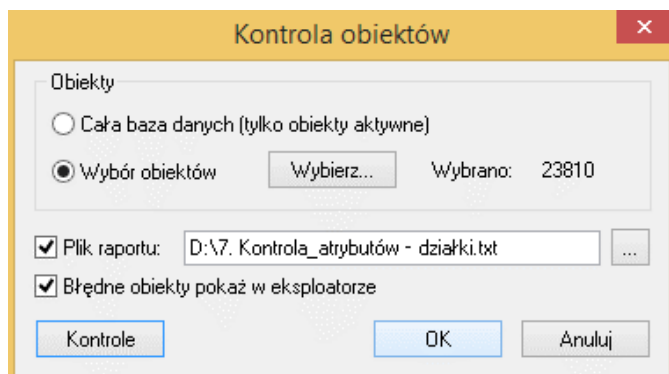 Kontrola obiektów
Obiekty
Cała baza danych (tylko obiekty aktywne)
Wybór obiektów Wybierz... Wybrano: 23810
Plik raportu: D:\7. Kontrola_atrybutów - działki.txt ...
Błędne obiekty pokaż w eksploatorze
Kontrole OK Anuluj